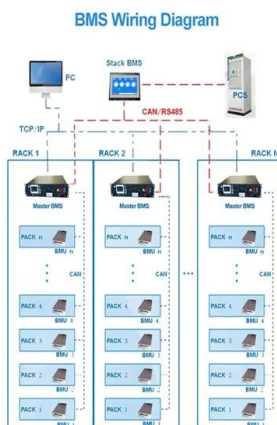 BMS Wiring Diagram
PC
Stack BMS
PCS
CAN/RS485
TCP/IP
RACK 1
RACK 2
RACK N
Master BMS
Master BMS
Master BMS
PACK n
BMU n
PACK n
BMU n
PACK n
BMU n
CAN
CAN
CAN
PACK 4
BMU 4
PACK 4
BMU 4
PACK 4
BMU 4
PACK 3
BMU 3
PACK 3
BMU 3
PACK 3
BMU 3
PACK 2
BMU 2
PACK 2
BMU 2
PACK 2
BMU 2
PACK 1
PACK 1
PACK 1